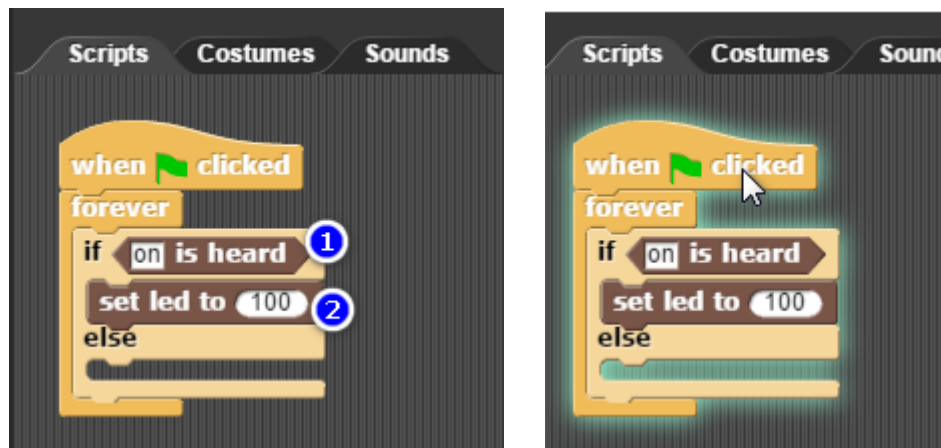 Scripts Costumes Sounds
when clicked
forever
if on is heard 1
set led to 100 2
else
Scripts Costumes Soun
when clicked
forever
if on is heard
set led to 100
else